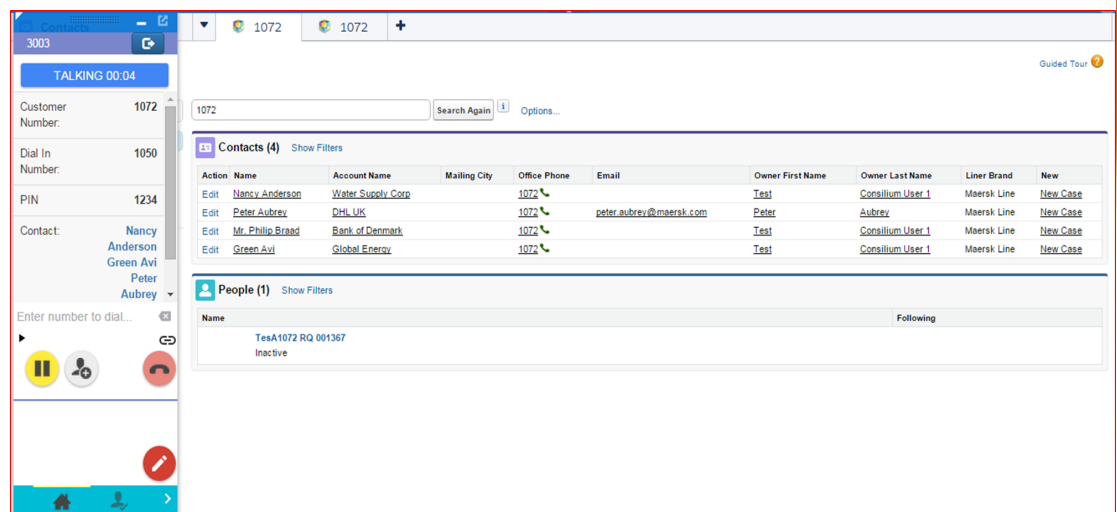 Contacts
3003
TALKING 00:04
Customer Number: 1072
Dial In Number: 1050
PIN 1234
Contact: Nancy Anderson
Green Avi
Peter Aubrey
Enter number to dial...
1072 1072
Guided Tour
1072 Search Again Options...
Contacts (4) Show Filters
Action Name Account Name Mailing City Office Phone Email Owner First Name Owner Last Name Liner Brand New
Edit Nancy Anderson Water Supply Corp 1072 Test Consilium User 1 Maersk Line New Case
Edit Peter Aubrey DHL UK 1072 peter.aubrey@maersk.com Peter Aubrey Maersk Line New Case
Edit Mr. Philip Braad Bank of Denmark 1072 Test Consilium User 1 Maersk Line New Case
Edit Green Avi Global Energy 1072 Test Consilium User 1 Maersk Line New Case
People (1) Show Filters
Name Following
TesA1072 RQ 001367
Inactive